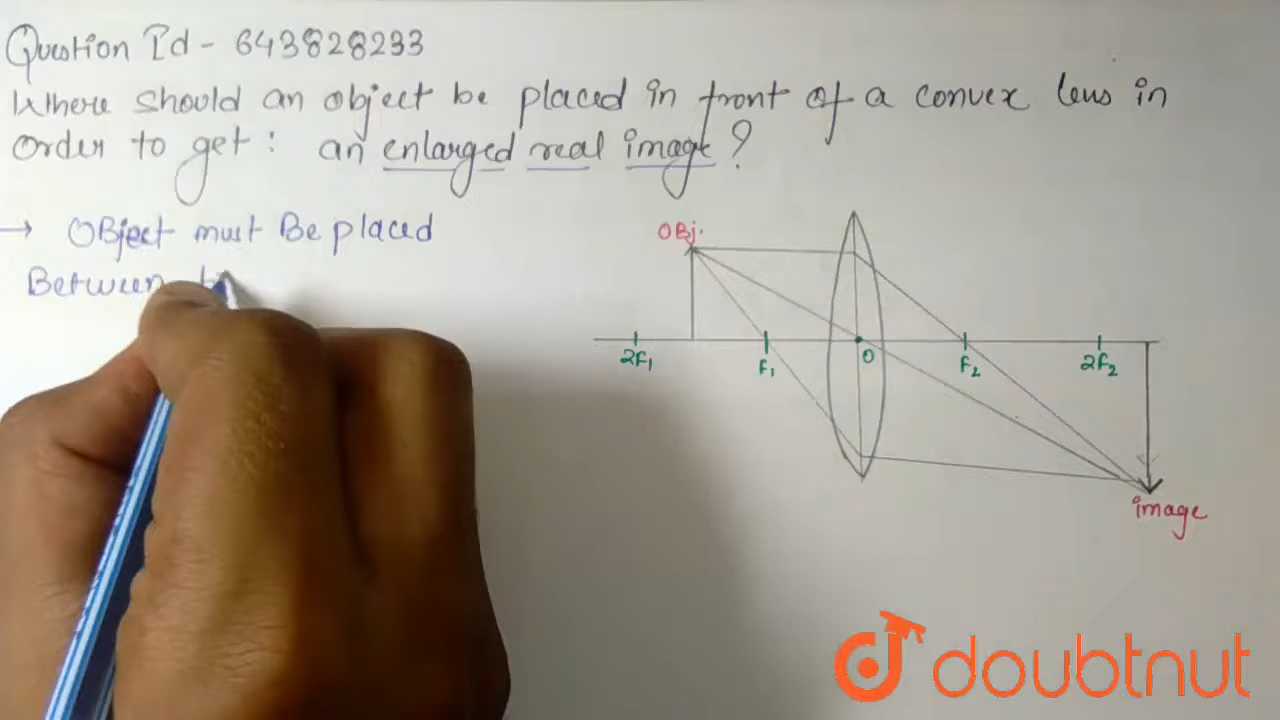 Question Id - 643828233
Where should an object be placed in front of a convex lens in
order to get : an enlarged real image ?
→ OBject must Be placed
Between
OBj.
2F₁
F₁
O
F₂
2F₂
image
doubtnut